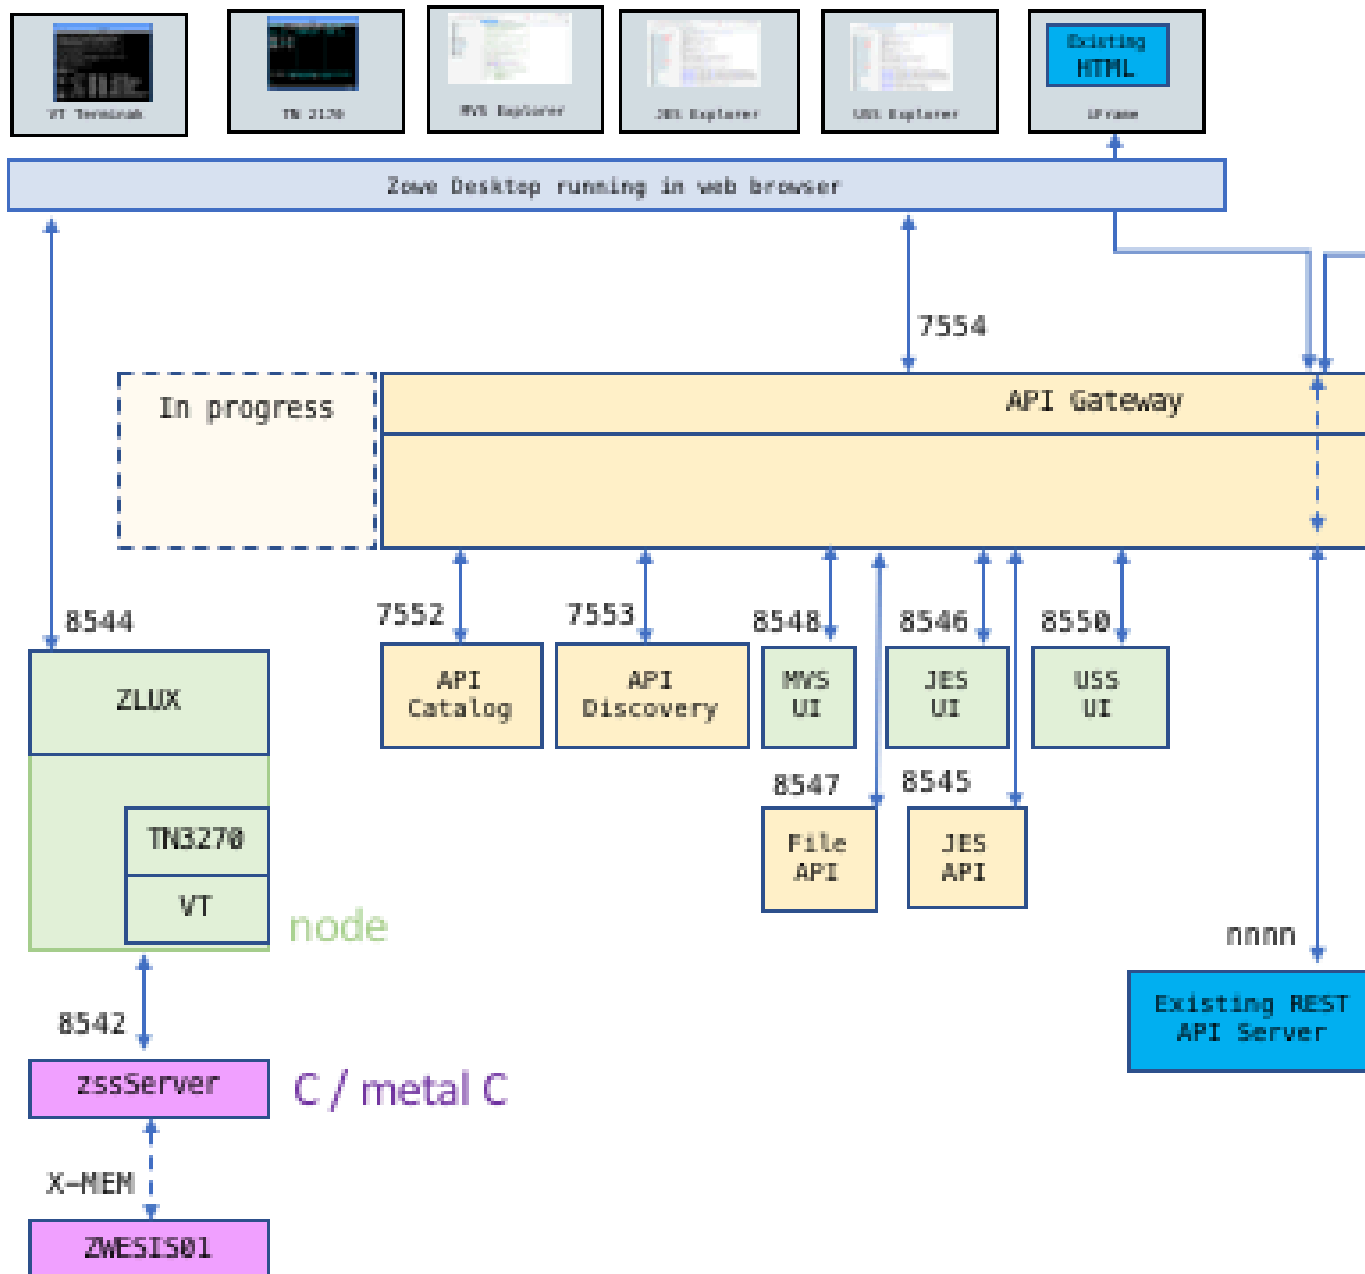 Existing
HTML
VT Terminal
TN 3270
MVS Explorer
JES Explorer
USS Explorer
iFrame
Zowe Desktop running in web browser
7554
In progress
API Gateway
8544
7552
7553
8548
8546
8550
ZLUX
API
Catalog
API
Discovery
MVS
UI
JES
UI
USS
UI
8547
8545
TN3270
File
API
JES
API
VT
node
nnnn
8542
Existing REST
API Server
zssServer
C / metal C
X-MEM
ZWESIS01